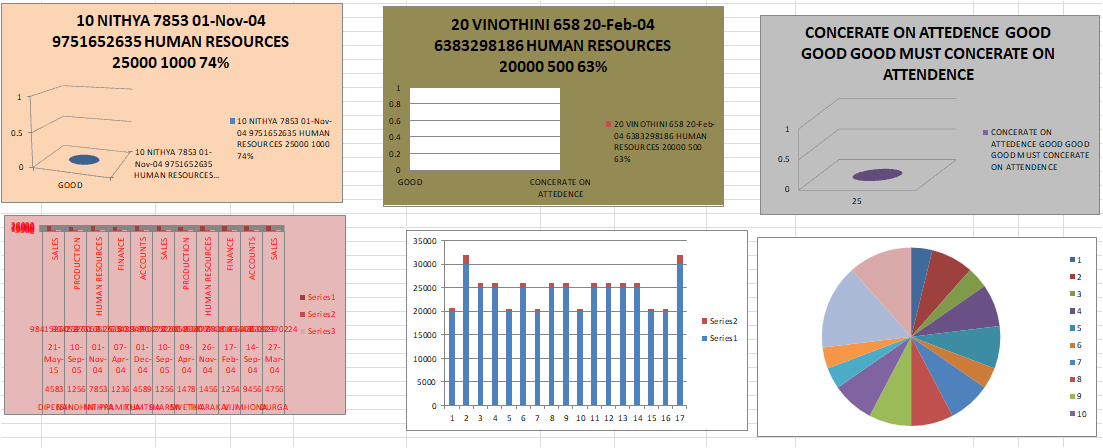 10 NITHYA 7853 01-Nov-04
9751652635 HUMAN RESOURCES
25000 1000 74%
1
0.5
0
GOOD
10 NITHYA 7853 01-
Nov-04 9751652635
HUMAN RESOURCES...
10 NITHYA 7853 01-Nov-
04 9751652635 HUMAN
RESOURCES 25000 1000
74%
20 VINOTHINI 658 20-Feb-04
6383298186 HUMAN RESOURCES
20000 500 63%
1
0.8
0.6
0.4
0.2
0
GOOD
CONCERATE ON
ATTEDENCE
20 VINOTHINI 658 20-Feb-
04 6383298186 HUMAN
RESOURCES 20000 500
63%
CONCERATE ON ATTEDENCE GOOD
GOOD GOOD MUST CONCERATE ON
ATTENDENCE
1
0.5
0
25
CONCERATE ON
ATTEDENCE GOOD GOOD
GOOD MUST CONCERATE
ON ATTENDENCE
SALES
PRODUCTION
HUMAN RESOURCES
FINANCE
ACCOUNTS
SALES
PRODUCTION
HUMAN RESOURCES
FINANCE
ACCOUNTS
SALES
21-May-15 10-Sep-05 01-Nov-04 07-Apr-04 01-Dec-04 10-Sep-05 09-Apr-04 26-Nov-04 17-Feb-04 14-Sep-04 27-Mar-04
4583 1256 7853 1236 4589 1256 1478 1456 1254 9456 4756
Series1
Series2
Series3
35000
30000
25000
20000
15000
10000
5000
0
1 2 3 4 5 6 7 8 9 10 11 12 13 14 15 16 17
Series2
Series1
1
2
3
4
5
6
7
8
9
10